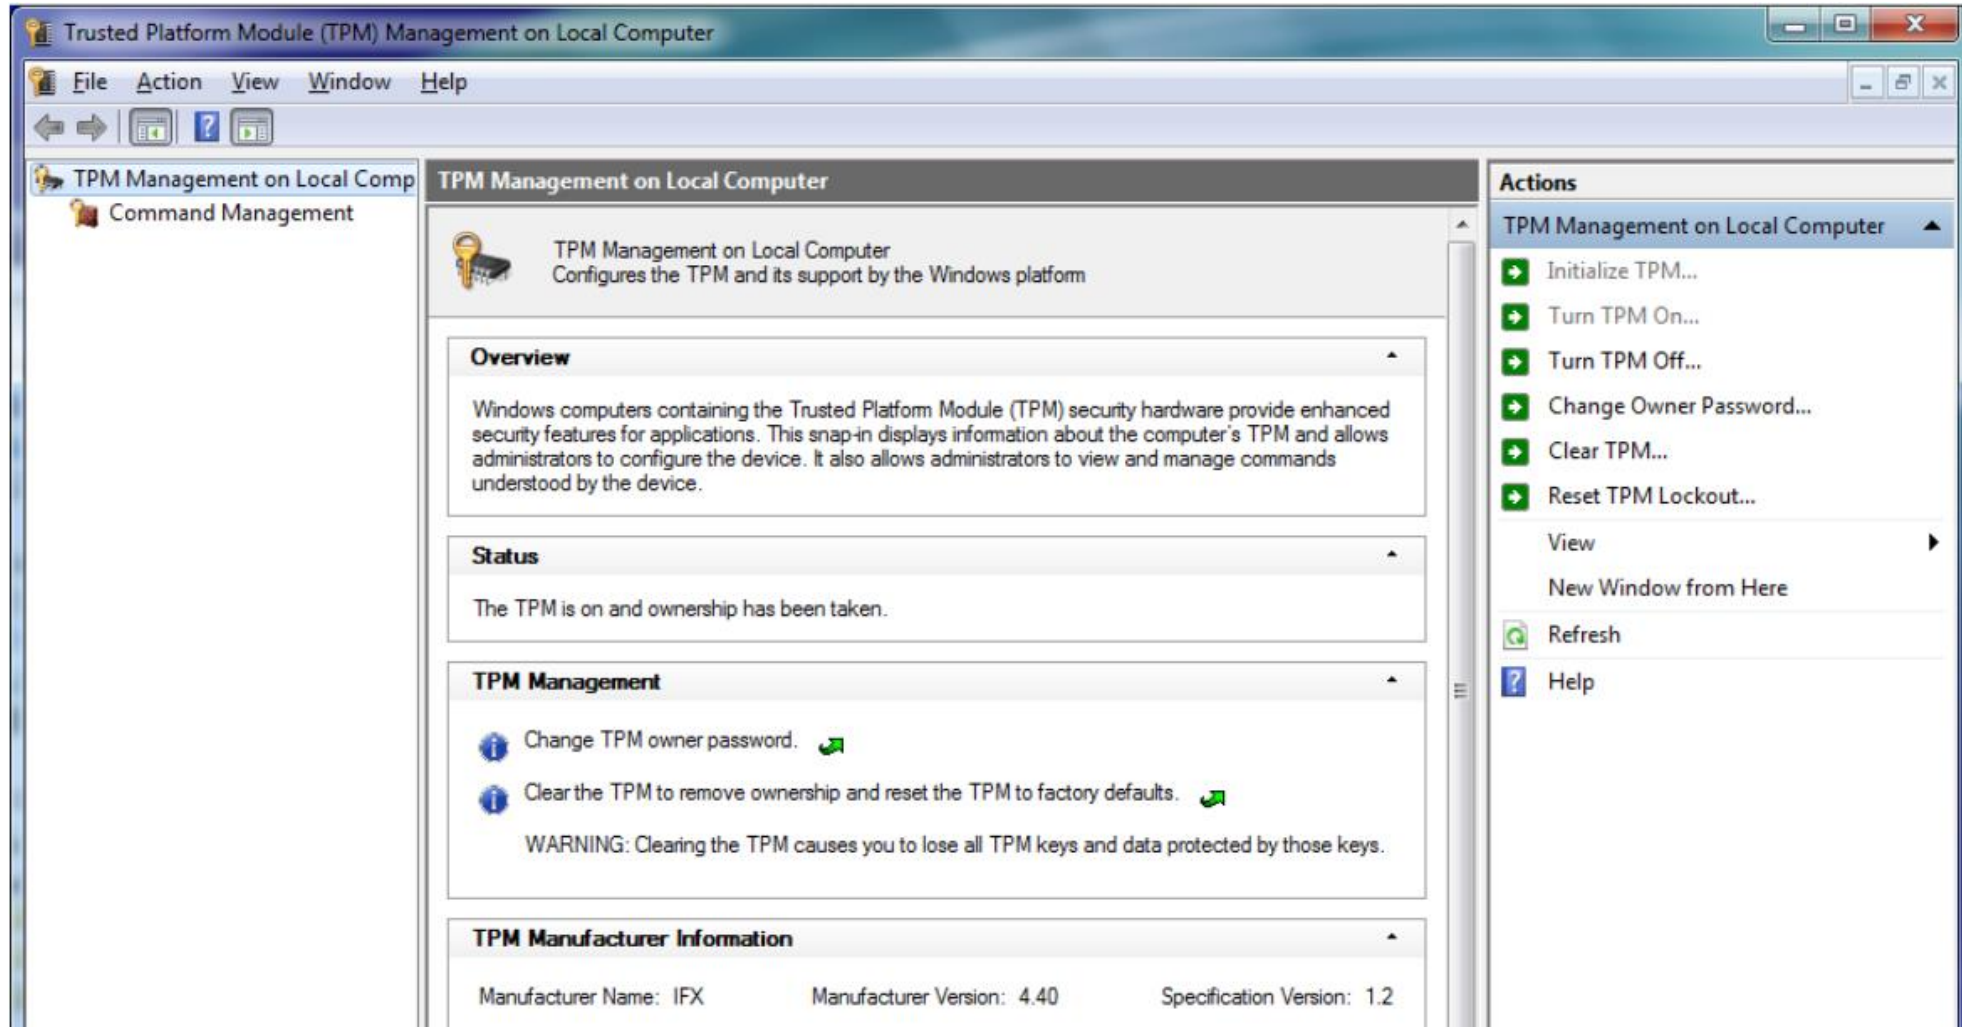 Trusted Platform Module (TPM) Management on Local Computer
File Action View Window Help
TPM Management on Local Comp
Command Management
TPM Management on Local Computer
TPM Management on Local Computer
Configures the TPM and its support by the Windows platform
Overview
Windows computers containing the Trusted Platform Module (TPM) security hardware provide enhanced
security features for applications. This snap-in displays information about the computer's TPM and allows
administrators to configure the device. It also allows administrators to view and manage commands
understood by the device.
Status
The TPM is on and ownership has been taken.
TPM Management
Change TPM owner password.
Clear the TPM to remove ownership and reset the TPM to factory defaults.
WARNING: Clearing the TPM causes you to lose all TPM keys and data protected by those keys.
TPM Manufacturer Information
Manufacturer Name: IFX Manufacturer Version: 4.40 Specification Version: 1.2
Actions
TPM Management on Local Computer
Initialize TPM...
Turn TPM On...
Turn TPM Off...
Change Owner Password...
Clear TPM...
Reset TPM Lockout...
View
New Window from Here
Refresh
Help